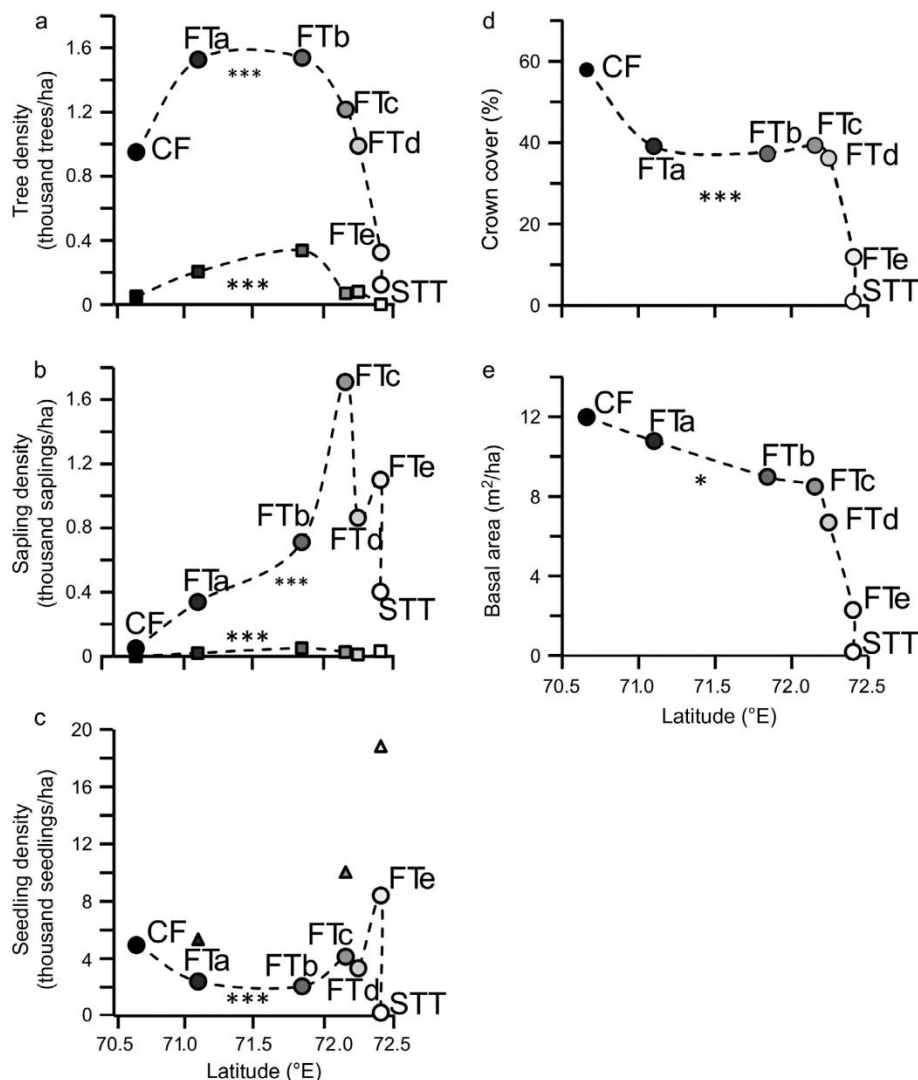 a
Tree density
(thousand trees/ha)
1.6
1.2
0.8
0.4
0
CF
FTa
FTb
FTc
FTd
FTe
STT
***
***
b
Sapling density
(thousand saplings/ha)
1.6
1.2
0.8
0.4
0
CF
FTa
FTb
FTc
FTd
FTe
STT
***
***
c
Seedling density
(thousand seedlings/ha)
20
16
12
8
4
0
CF
FTa
FTb
FTc
FTd
FTe
STT
***
70.5 71.0 71.5 72.0 72.5
Latitude (°E)
d
Crown cover (%)
60
40
20
0
CF
FTa
FTb
FTc
FTd
FTe
STT
***
e
Basal area (m²/ha)
12
8
4
0
CF
FTa
FTb
FTc
FTd
FTe
STT
*
70.5 71.0 71.5 72.0 72.5
Latitude (°E)